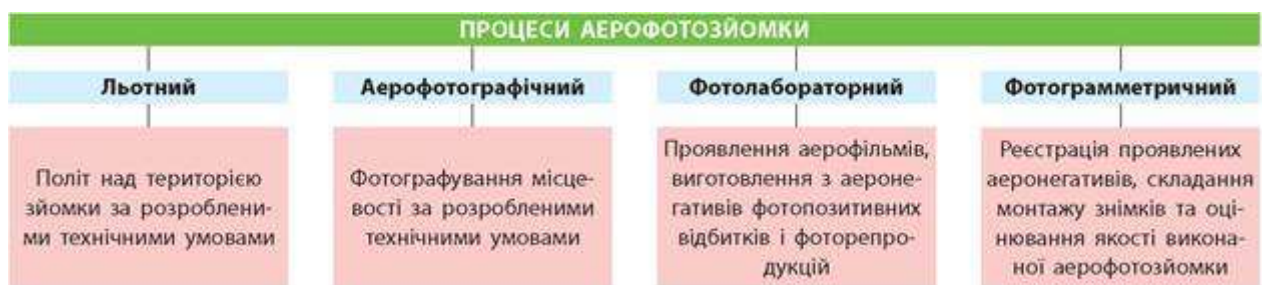 ПРОЦЕСИ АЕРОФОТОЗЙОМКИ
Льотний
Аерофотографічний
Фотолабораторний
Фотограмметричний
Політ над територією
зйомки за розроблени-
ми технічними умовами
Фотографування місце-
вості за розробленими
технічними умовами
Проявлення аерофільмів,
виготовлення з аероне-
гативів фотопозитивних
відбитків і фоторепро-
дукцій
Реєстрація проявлених
аеронегативів, складання
монтажу знімків та оці-
нювання якості викона-
ної аерофотозйомки